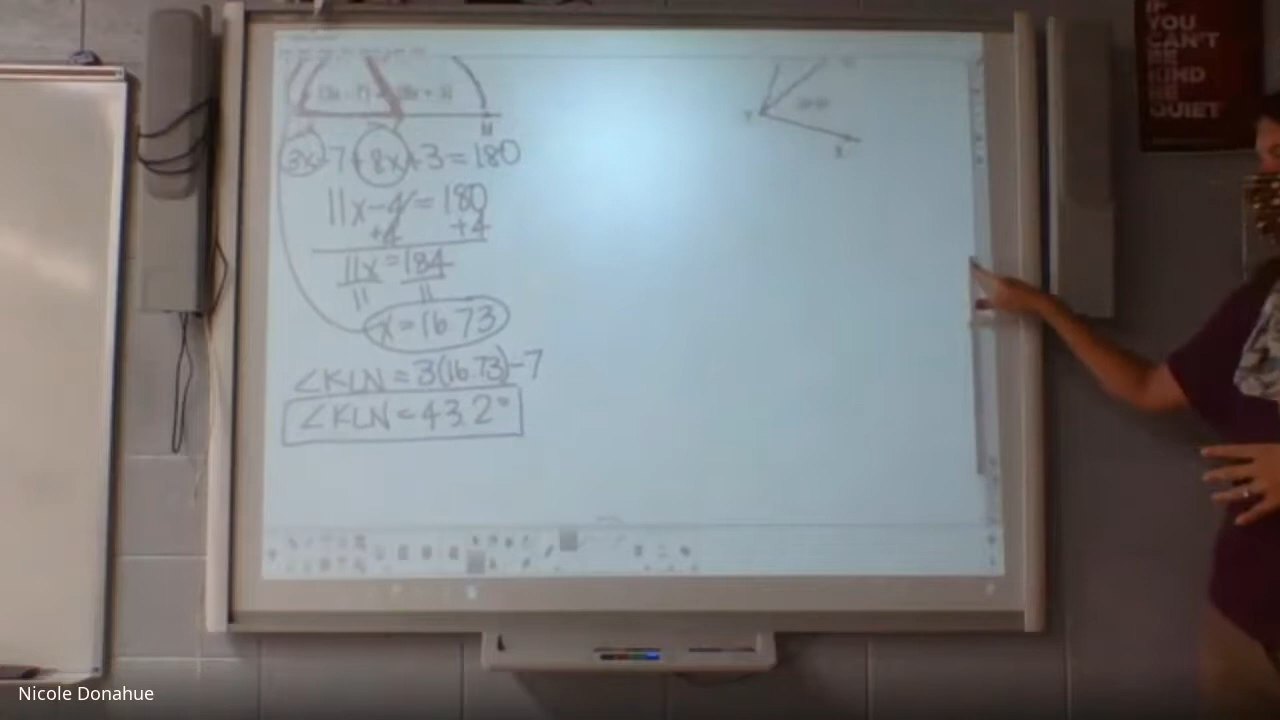 M
3x-7+8x+3=180
11x-4=180
+4 +4
11x=184
11 11
x=16.73
∠KLN=3(16.73)-7
∠KLN=43.2°
IF
YOU
CAN'T
BE
KIND
BE
QUIET
Nicole Donahue